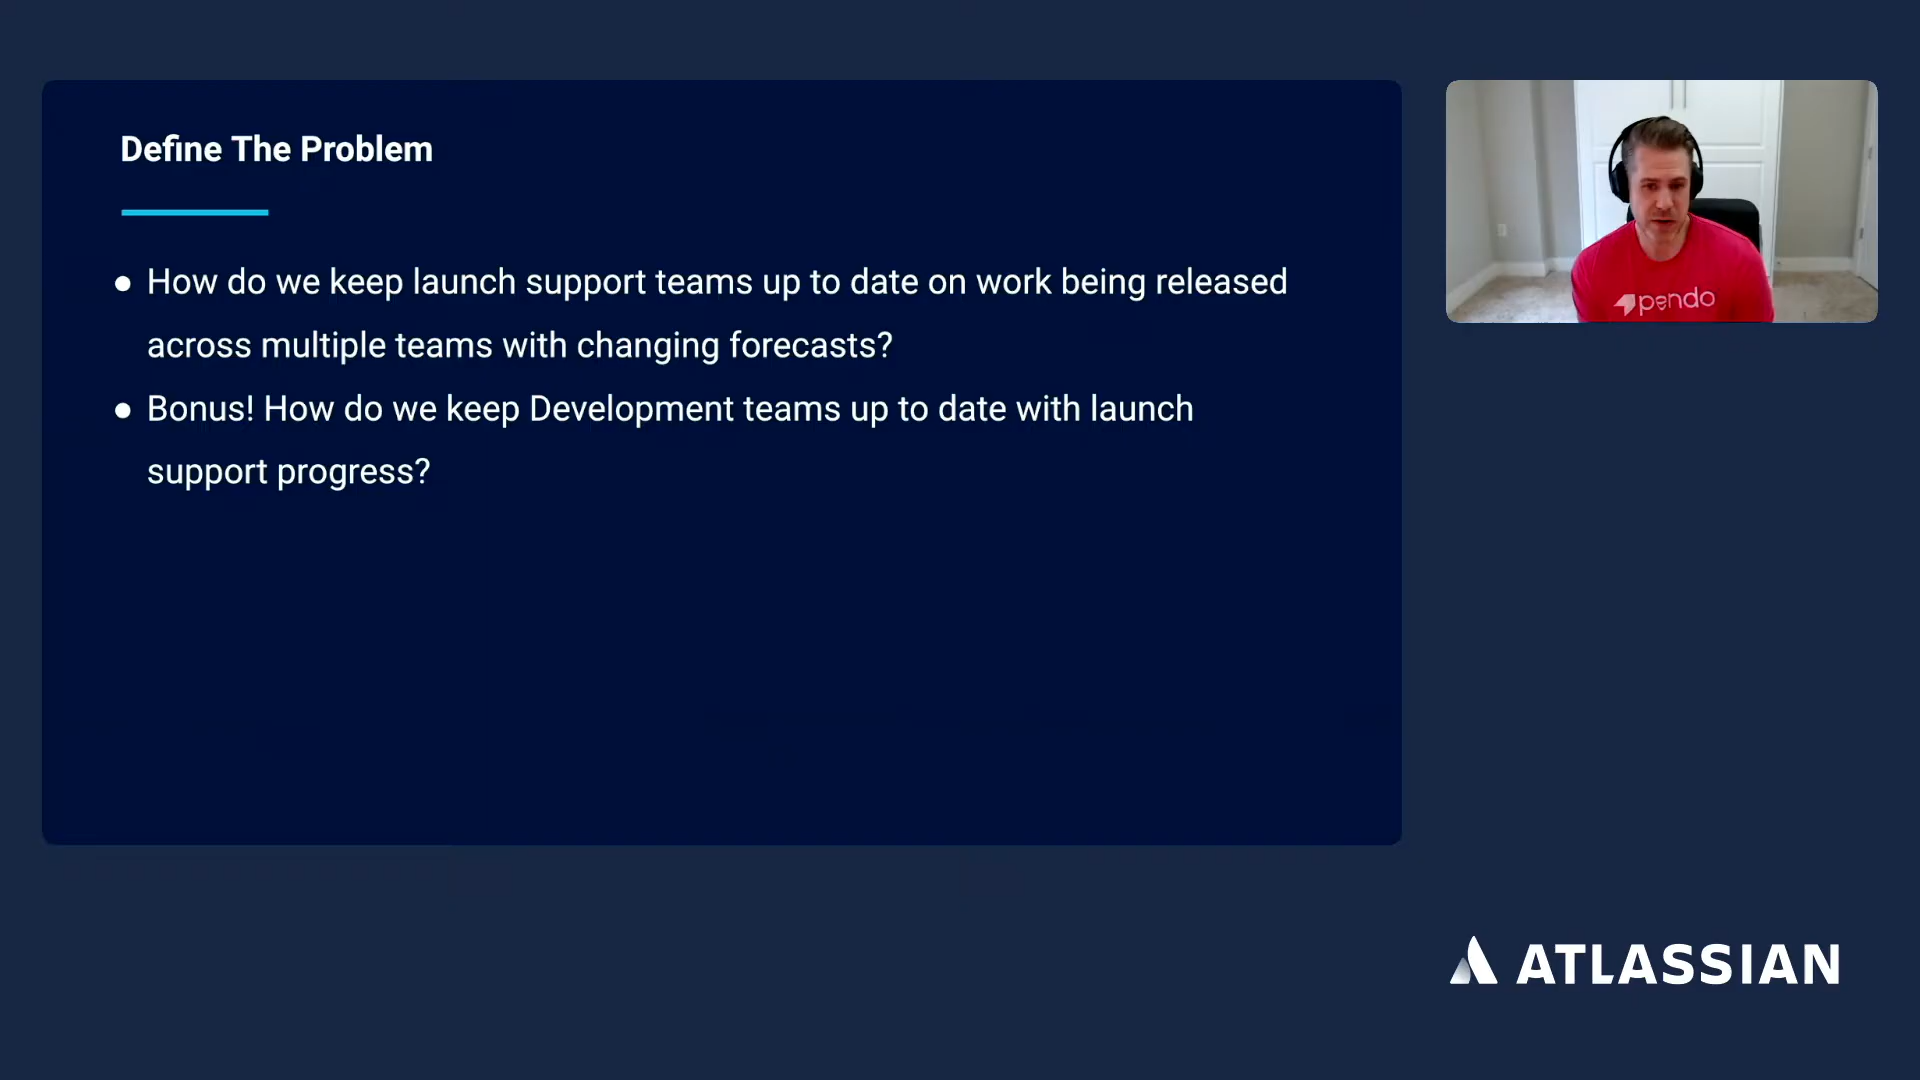 Define The Problem
● How do we keep launch support teams up to date on work being released
across multiple teams with changing forecasts?
● Bonus! How do we keep Development teams up to date with launch
support progress?
pendo
ATLASSIAN